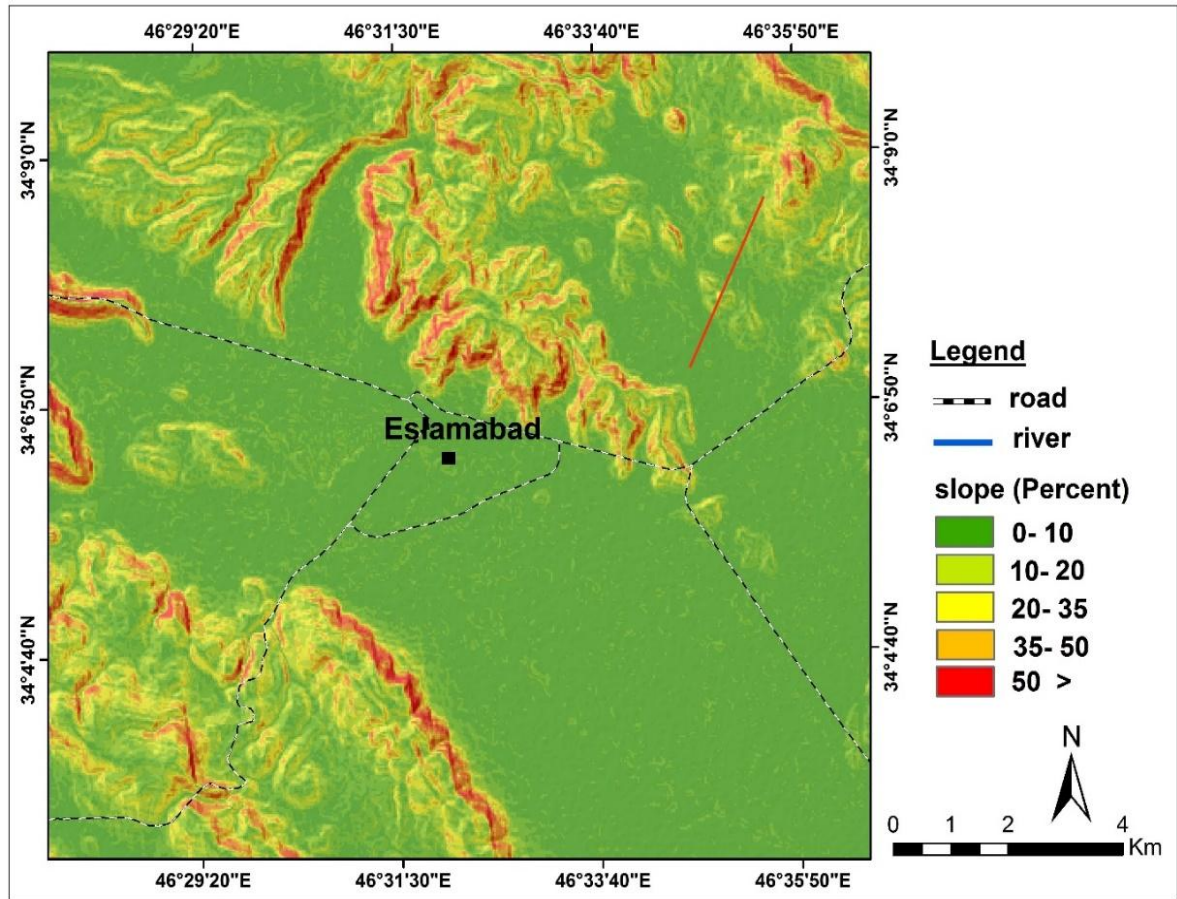 46°29'20"E 46°31'30"E 46°33'40"E 46°35'50"E
34°9'0"N 34°9'0"N
34°6'50"N 34°6'50"N
34°4'40"N 34°4'40"N
Eslamabad
Legend
road
river
slope (Percent)
0- 10
10- 20
20- 35
35- 50
50 >
N
0 1 2 4
Km
46°29'20"E 46°31'30"E 46°33'40"E 46°35'50"E